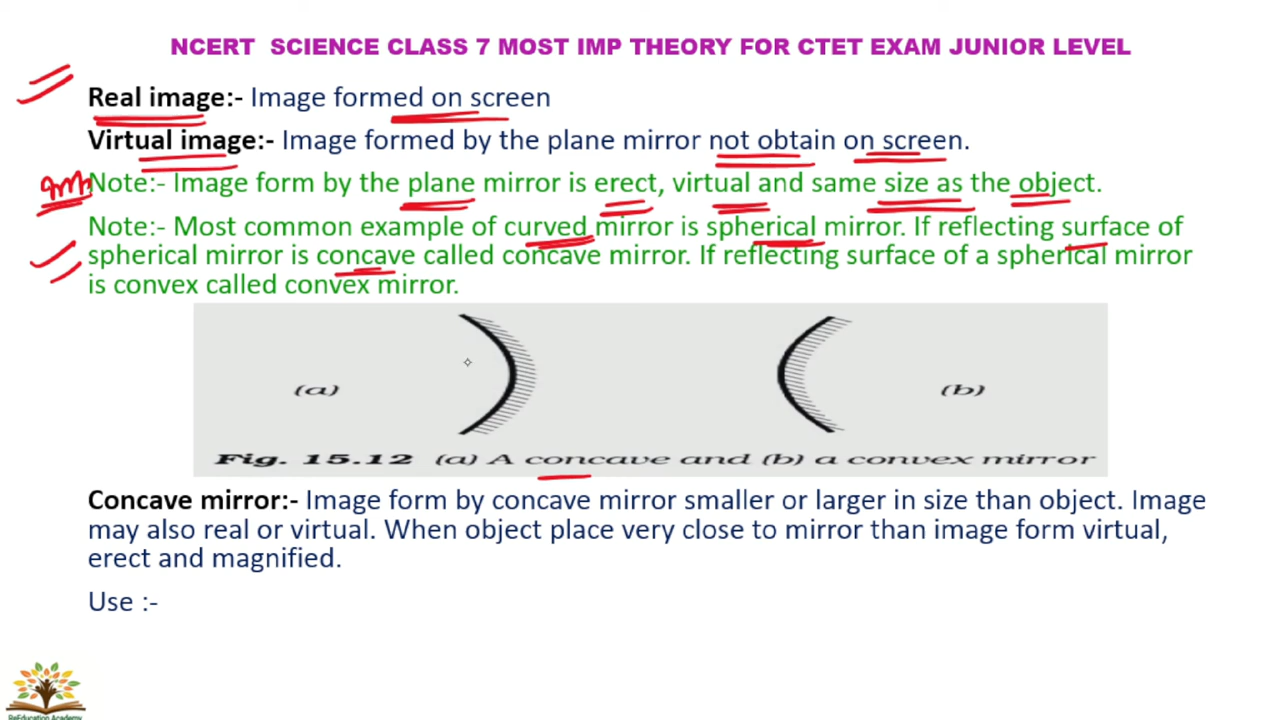 NCERT SCIENCE CLASS 7 MOST IMP THEORY FOR CTET EXAM JUNIOR LEVEL
Real image:- Image formed on screen
Virtual image:- Image formed by the plane mirror not obtain on screen.
Note:- Image form by the plane mirror is erect, virtual and same size as the object.
Note:- Most common example of curved mirror is spherical mirror. If reflecting surface of
spherical mirror is concave called concave mirror. If reflecting surface of a spherical mirror
is convex called convex mirror.
(a) (b)
Fig. 15.12 (a) A concave and (b) a convex mirror
Concave mirror:- Image form by concave mirror smaller or larger in size than object. Image
may also real or virtual. When object place very close to mirror than image form virtual,
erect and magnified.
Use :-